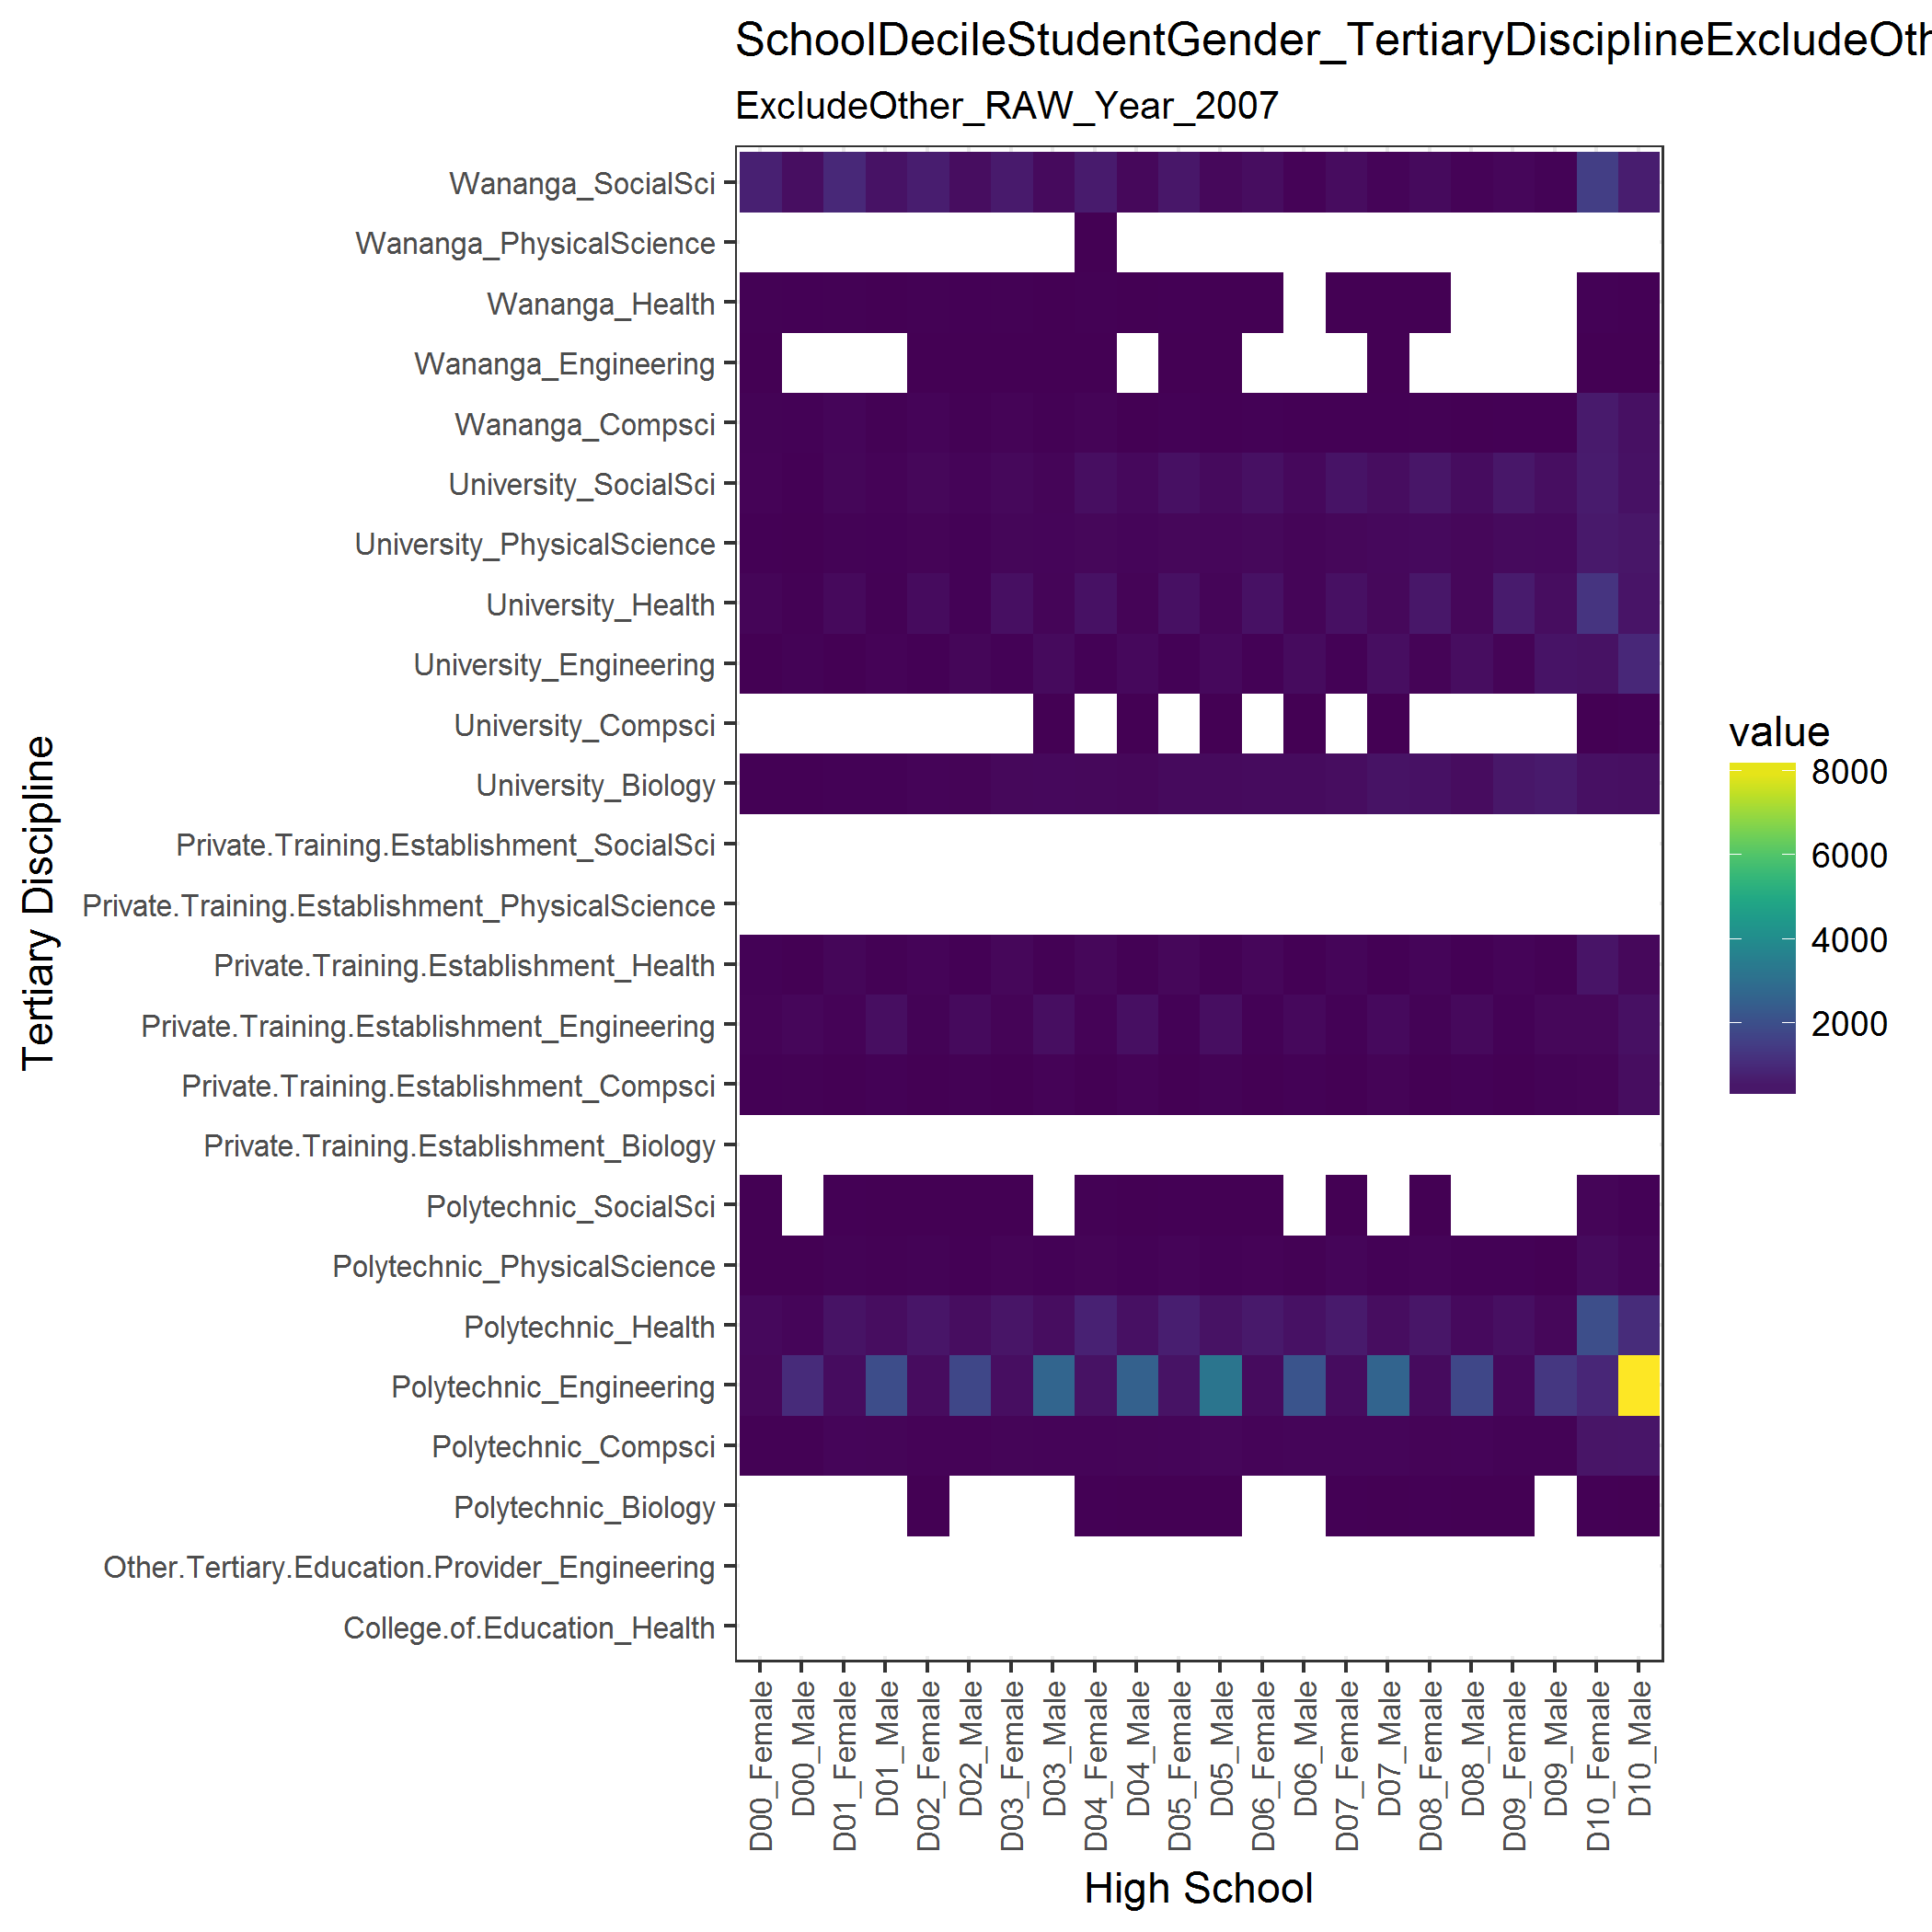 SchoolDecileStudentGender_TertiaryDisciplineExcludeOth
ExcludeOther_RAW_Year_2007
Tertiary Discipline
Wananga_SocialSci
Wananga_PhysicalScience
Wananga_Health
Wananga_Engineering
Wananga_Compsci
University_SocialSci
University_PhysicalScience
University_Health
University_Engineering
University_Compsci
University_Biology
Private.Training.Establishment_SocialSci
Private.Training.Establishment_PhysicalScience
Private.Training.Establishment_Health
Private.Training.Establishment_Engineering
Private.Training.Establishment_Compsci
Private.Training.Establishment_Biology
Polytechnic_SocialSci
Polytechnic_PhysicalScience
Polytechnic_Health
Polytechnic_Engineering
Polytechnic_Compsci
Polytechnic_Biology
Other.Tertiary.Education.Provider_Engineering
College.of.Education_Health
D00_Female
D00_Male
D01_Female
D01_Male
D02_Female
D02_Male
D03_Female
D03_Male
D04_Female
D04_Male
D05_Female
D05_Male
D06_Female
D06_Male
D07_Female
D07_Male
D08_Female
D08_Male
D09_Female
D09_Male
D10_Female
D10_Male
High School
value
8000
6000
4000
2000